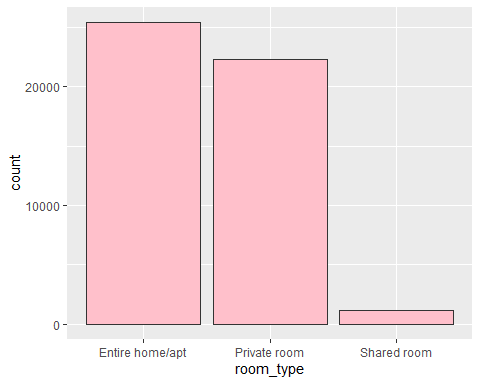 count
20000
10000
0
Entire home/apt
Private room
Shared room
room_type